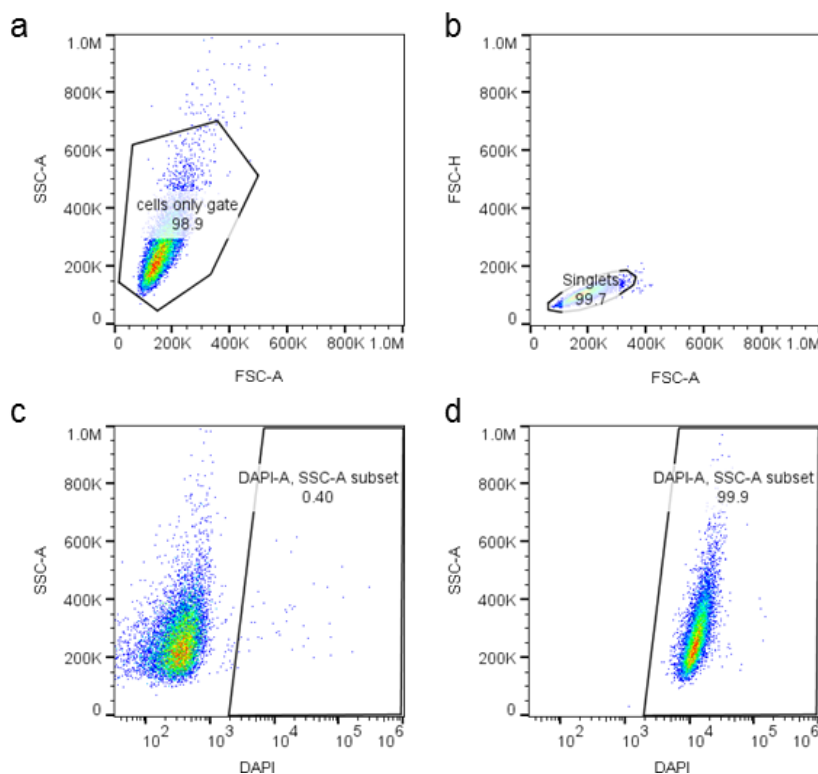 a
1.0M
800K
600K
400K
200K
0
SSC-A
cells only gate
98.9
0 200K 400K 600K 800K 1.0M
FSC-A
b
1.0M
800K
600K
400K
200K
0
FSC-H
Singlets
99.7
0 200K 400K 600K 800K 1.0M
FSC-A
c
1.0M
800K
600K
400K
200K
0
SSC-A
DAPI-A, SSC-A subset
0.40
10² 10³ 10⁴ 10⁵ 10⁶
DAPI
d
1.0M
800K
600K
400K
200K
0
SSC-A
DAPI-A, SSC-A subset
99.9
10² 10³ 10⁴ 10⁵ 10⁶
DAPI